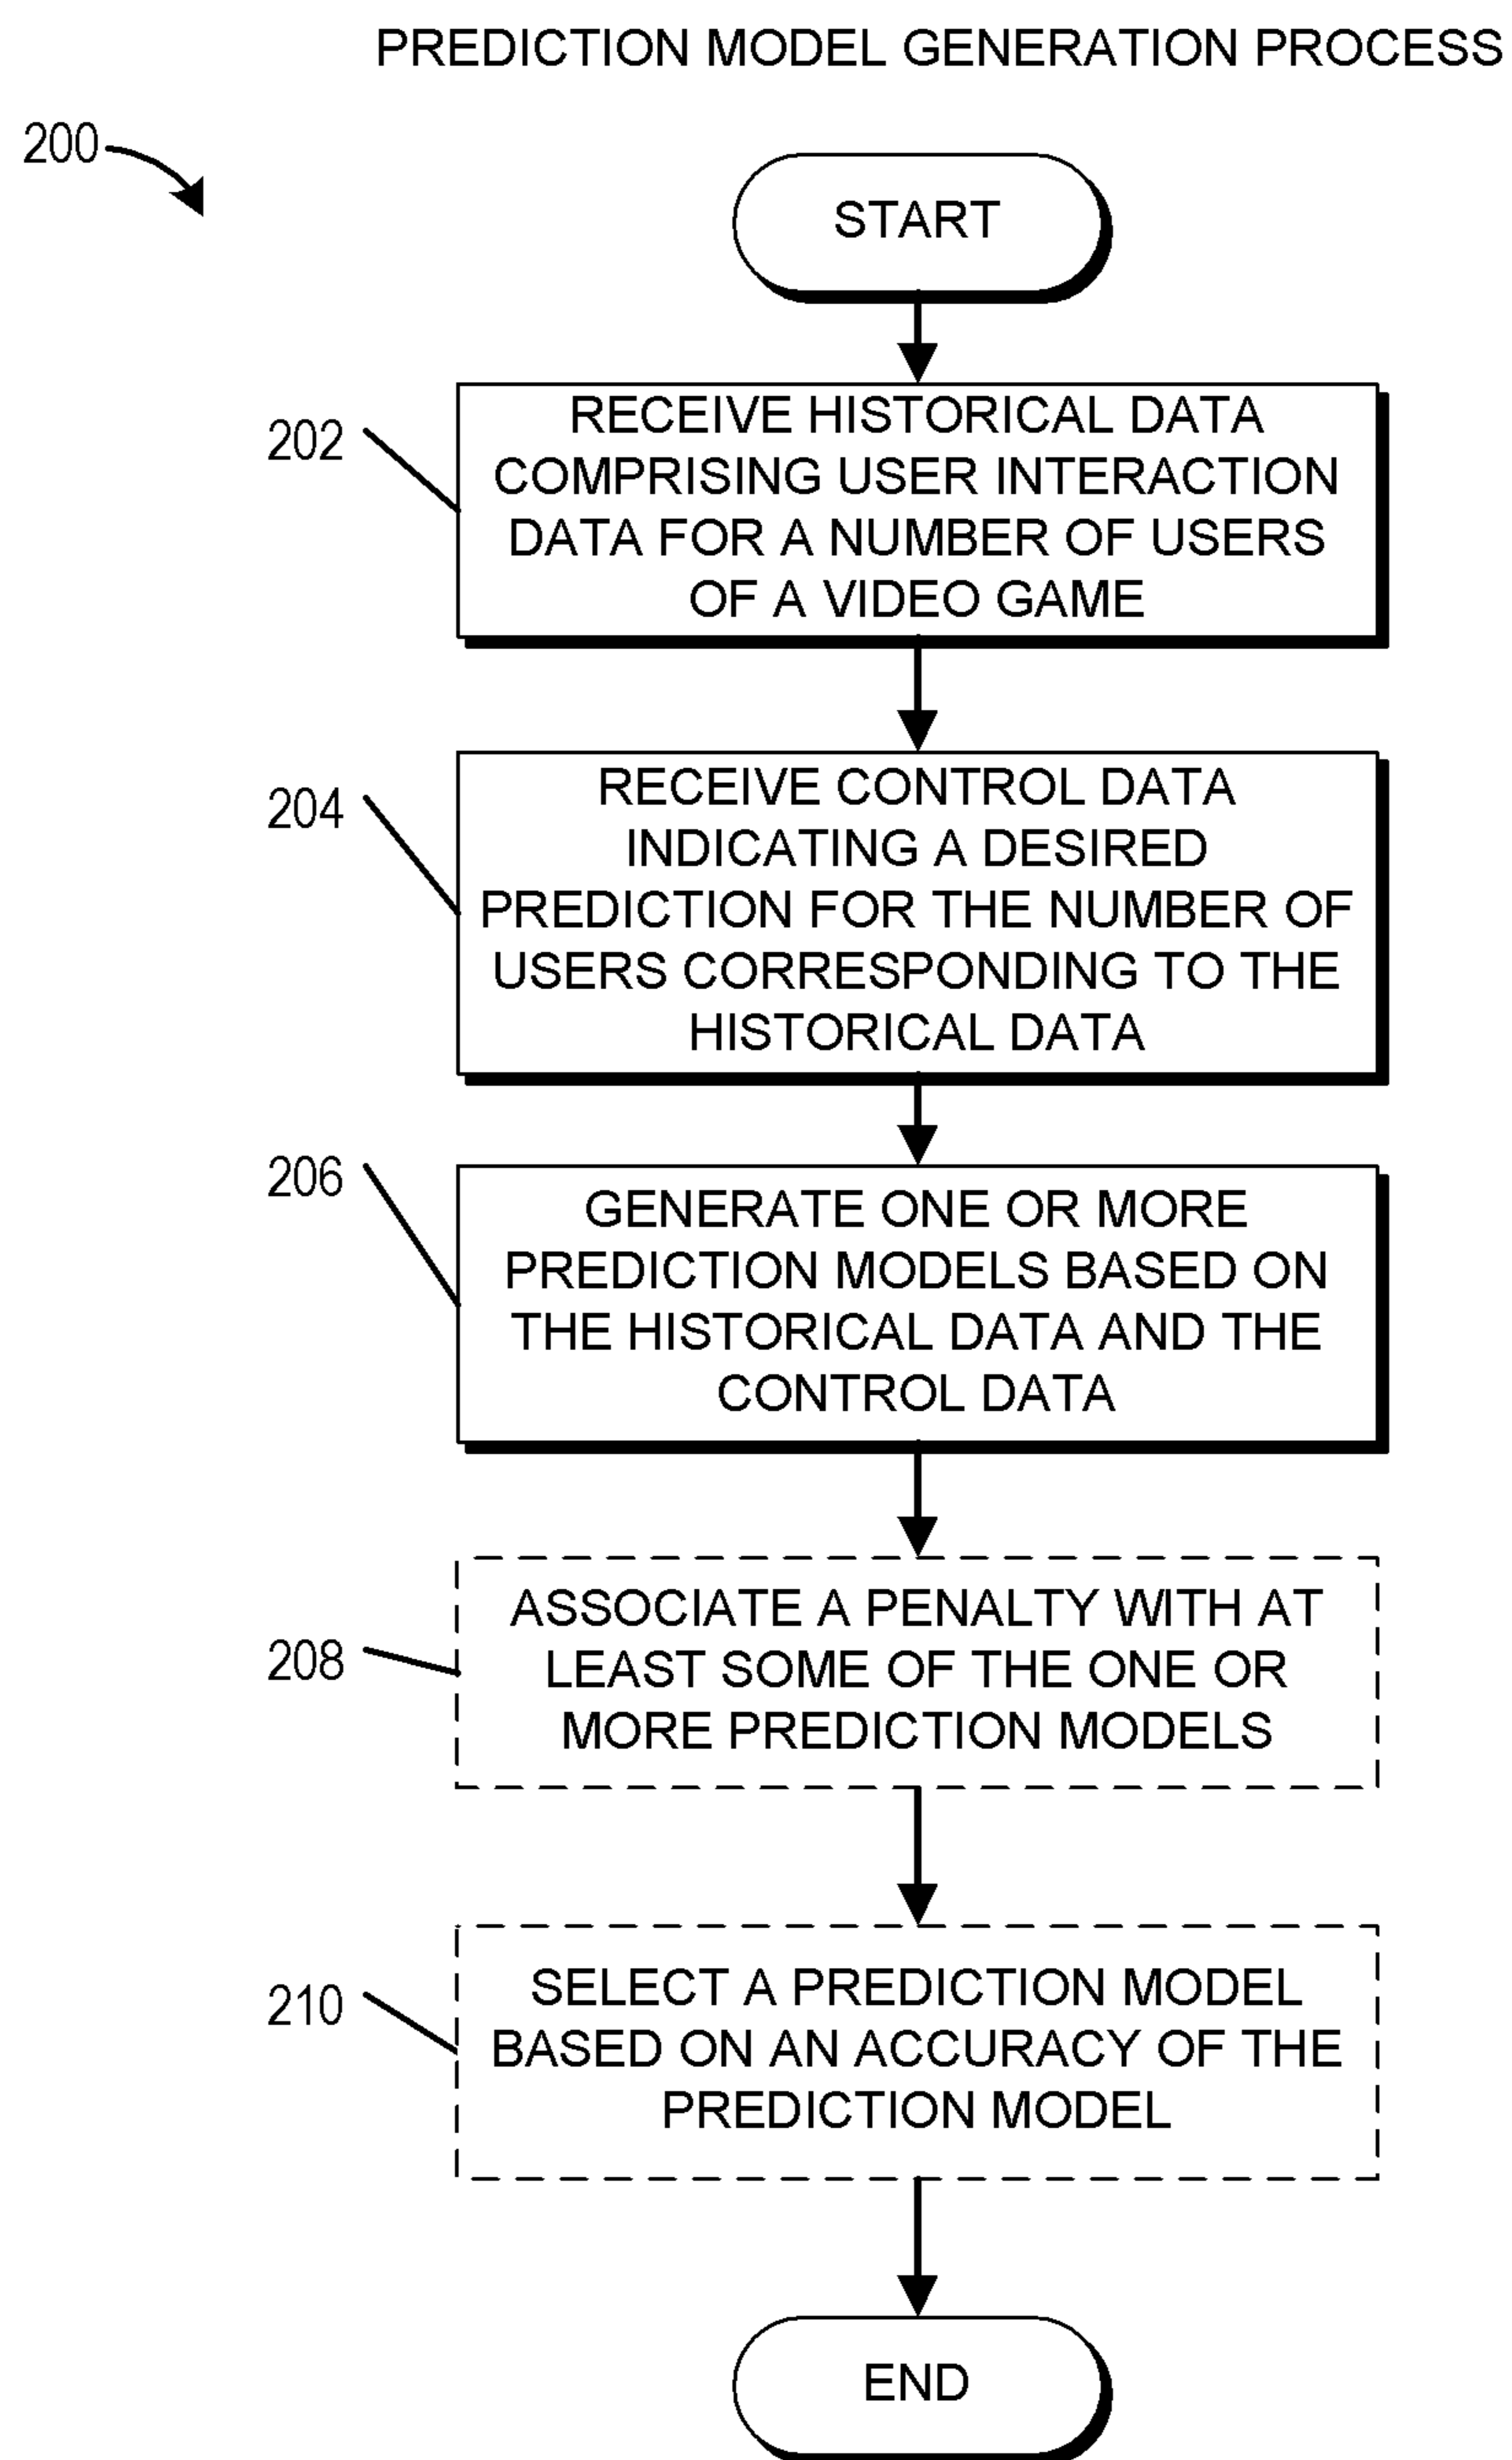 PREDICTION MODEL GENERATION PROCESS
200
START
202
RECEIVE HISTORICAL DATA
COMPRISING USER INTERACTION
DATA FOR A NUMBER OF USERS
OF A VIDEO GAME
204
RECEIVE CONTROL DATA
INDICATING A DESIRED
PREDICTION FOR THE NUMBER OF
USERS CORRESPONDING TO THE
HISTORICAL DATA
206
GENERATE ONE OR MORE
PREDICTION MODELS BASED ON
THE HISTORICAL DATA AND THE
CONTROL DATA
208
ASSOCIATE A PENALTY WITH AT
LEAST SOME OF THE ONE OR
MORE PREDICTION MODELS
210
SELECT A PREDICTION MODEL
BASED ON AN ACCURACY OF THE
PREDICTION MODEL
END